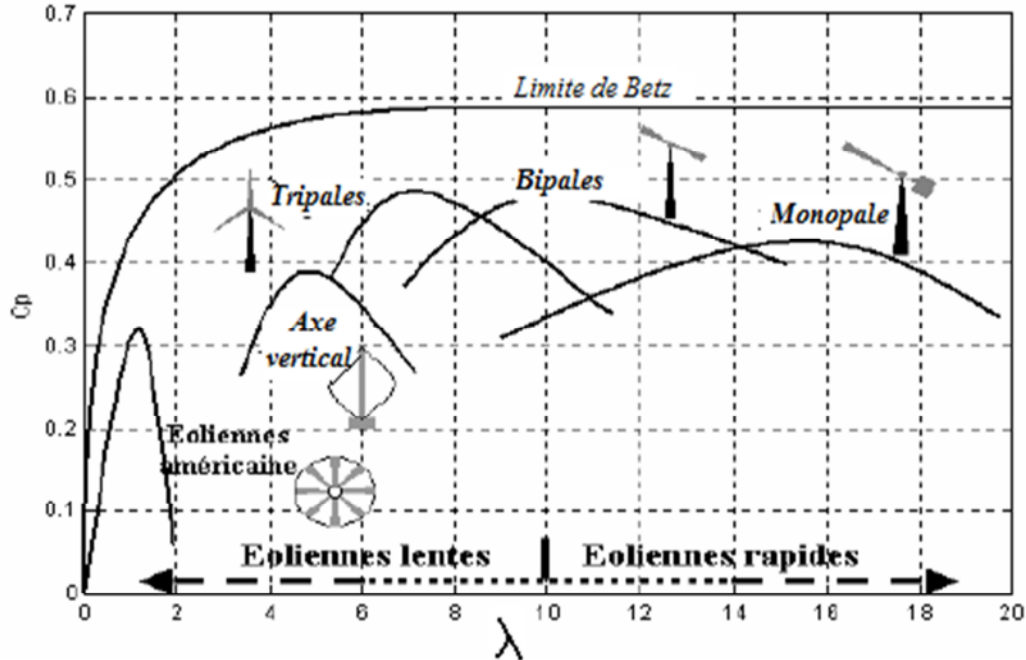 0.7
0.6
0.5
0.4
0.3
0.2
0.1
0
Cp
Limite de Betz
Tripales
Bipales
Monopale
Axe
vertical
Eoliennes
américaine
Eoliennes lentes
Eoliennes rapides
0 2 4 6 8 10 12 14 16 18 20
λ